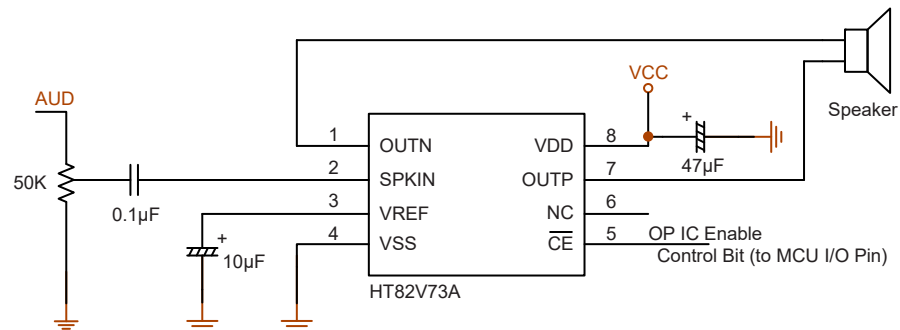 VCC
Speaker
AUD
+
1
OUTN
VDD
8
47µF
50K
2
SPKIN
OUTP
7
0.1µF
3
VREF
NC
6
+
10µF
4
VSS
C̅E̅
5
OP IC Enable
Control Bit (to MCU I/O Pin)
HT82V73A